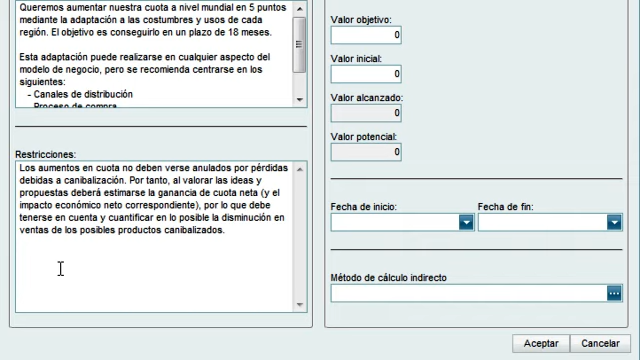 Queremos aumentar nuestra cuota a nivel mundial en 5 puntos
mediante la adaptación a las costumbres y usos de cada
región. El objetivo es conseguirlo en un plazo de 18 meses.
Esta adaptación puede realizarse en cualquier aspecto del
modelo de negocio, pero se recomienda centrarse en los
siguientes:
- Canales de distribución
- Proceso de compra
Restricciones:
Los aumentos en cuota no deben verse anulados por pérdidas
debidas a canibalización. Por tanto, al valorar las ideas y
propuestas deberá estimarse la ganancia de cuota neta (y el
impacto económico neto correspondiente), por lo que debe
tenerse en cuenta y cuantificar en lo posible la disminución en
ventas de los posibles productos canibalizados.
Valor objetivo:
0
Valor inicial:
0
Valor alcanzado:
0
Valor potencial:
0
Fecha de inicio:
Fecha de fin:
Método de cálculo indirecto
Aceptar
Cancelar